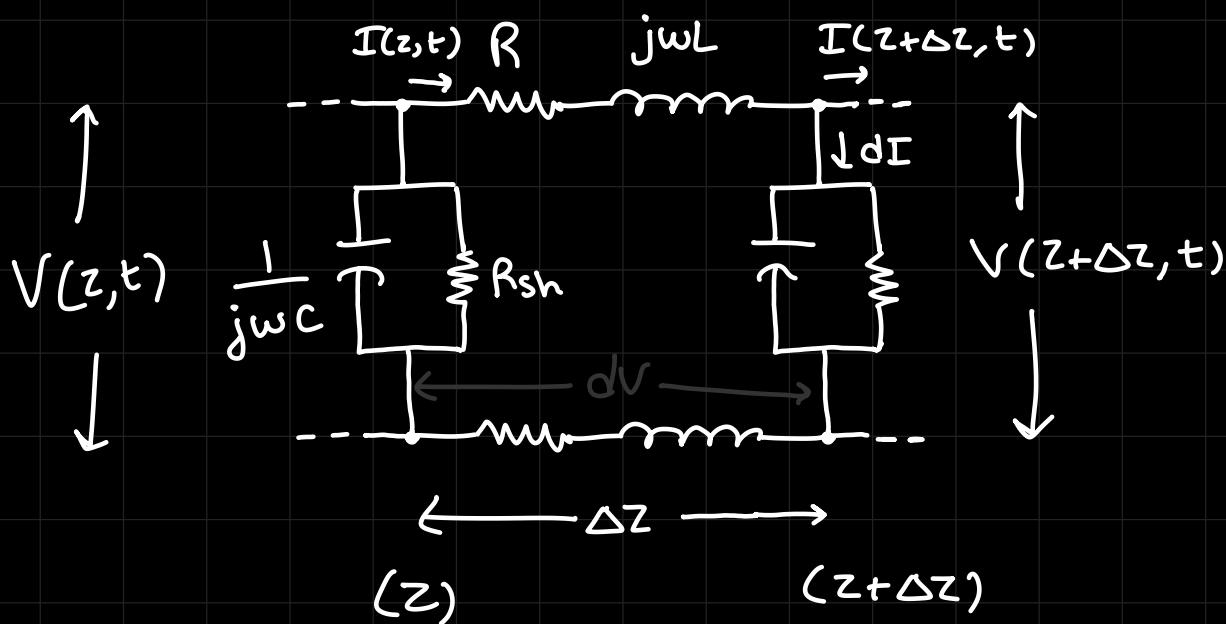 I(z,t)
R
jwL
I(z+Δz,t)
dI
V(z,t)
1
jwC
Rsh
V(z+Δz,t)
dV
Δz
(z)
(z+Δz)